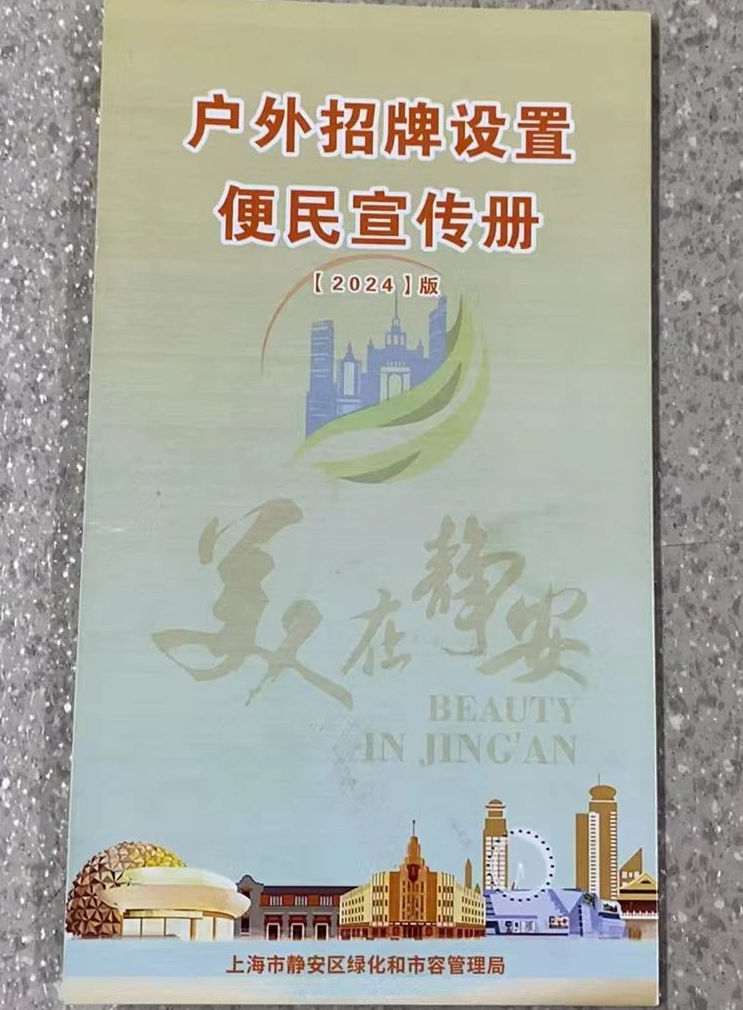 户外招牌设置
便民宣传册
【2024】版
美在静安
BEAUTY
IN JING'AN
上海市静安区绿化和市容管理局